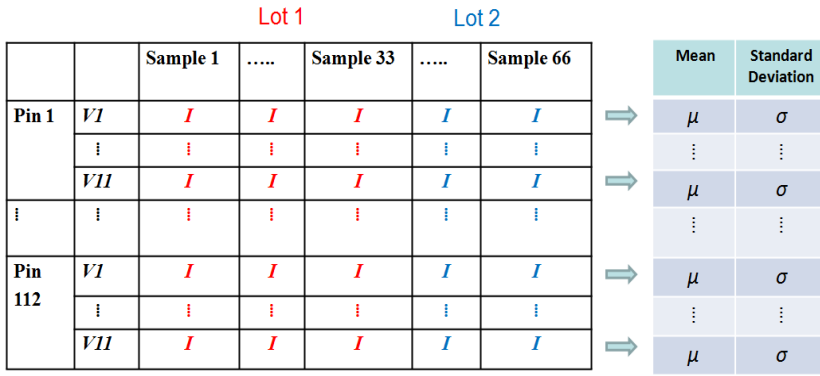 Lot 1 Lot 2
Sample 1 ..... Sample 33 ..... Sample 66
Mean Standard Deviation
Pin 1 V1 I I I I I μ σ
⁞ ⁞ ⁞ ⁞ ⁞ ⁞ ⋮ ⋮
V11 I I I I I μ σ
⁞ ⁞ ⁞ ⁞ ⁞ ⁞ ⁞ ⋮ ⋮
Pin 112 V1 I I I I I μ σ
⁞ ⁞ ⁞ ⁞ ⁞ ⁞ ⋮ ⋮
V11 I I I I I μ σ